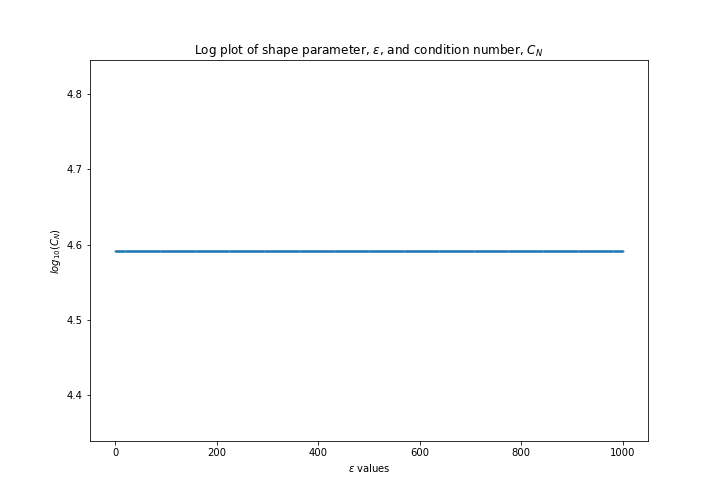 Log plot of shape parameter, ε, and condition number, C_N
4.8
4.7
4.6
4.5
4.4
log₁₀(C_N)
0 200 400 600 800 1000
ε values